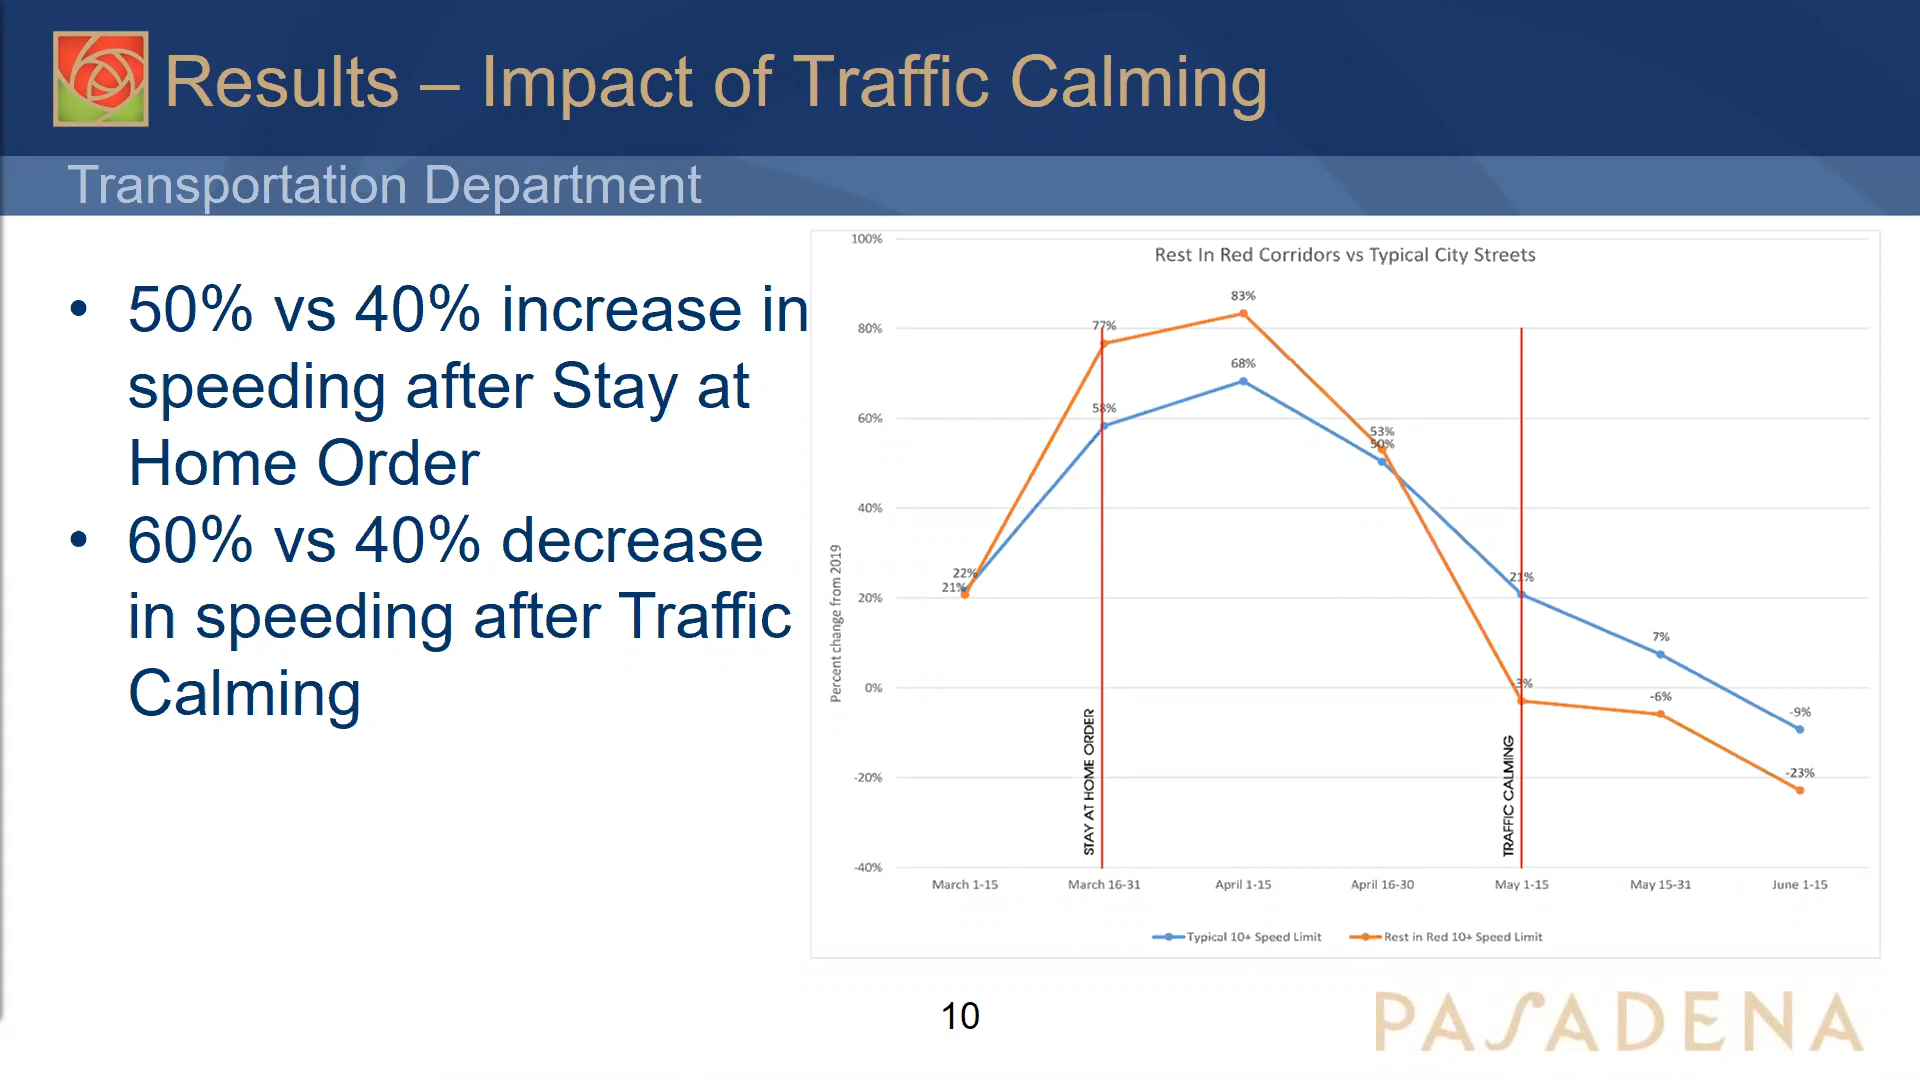 Results – Impact of Traffic Calming
Transportation Department
• 50% vs 40% increase in
speeding after Stay at
Home Order
• 60% vs 40% decrease
in speeding after Traffic
Calming
Rest In Red Corridors vs Typical City Streets
Percent change from 2019
100%
80%
60%
40%
20%
0%
-20%
-40%
22%
21%
77%
58%
83%
68%
53%
50%
21%
-3%
7%
-6%
-9%
-23%
STAY AT HOME ORDER
TRAFFIC CALMING
March 1-15
March 16-31
April 1-15
April 16-30
May 1-15
May 15-31
June 1-15
Typical 10+ Speed Limit
Rest in Red 10+ Speed Limit
10
PASADENA